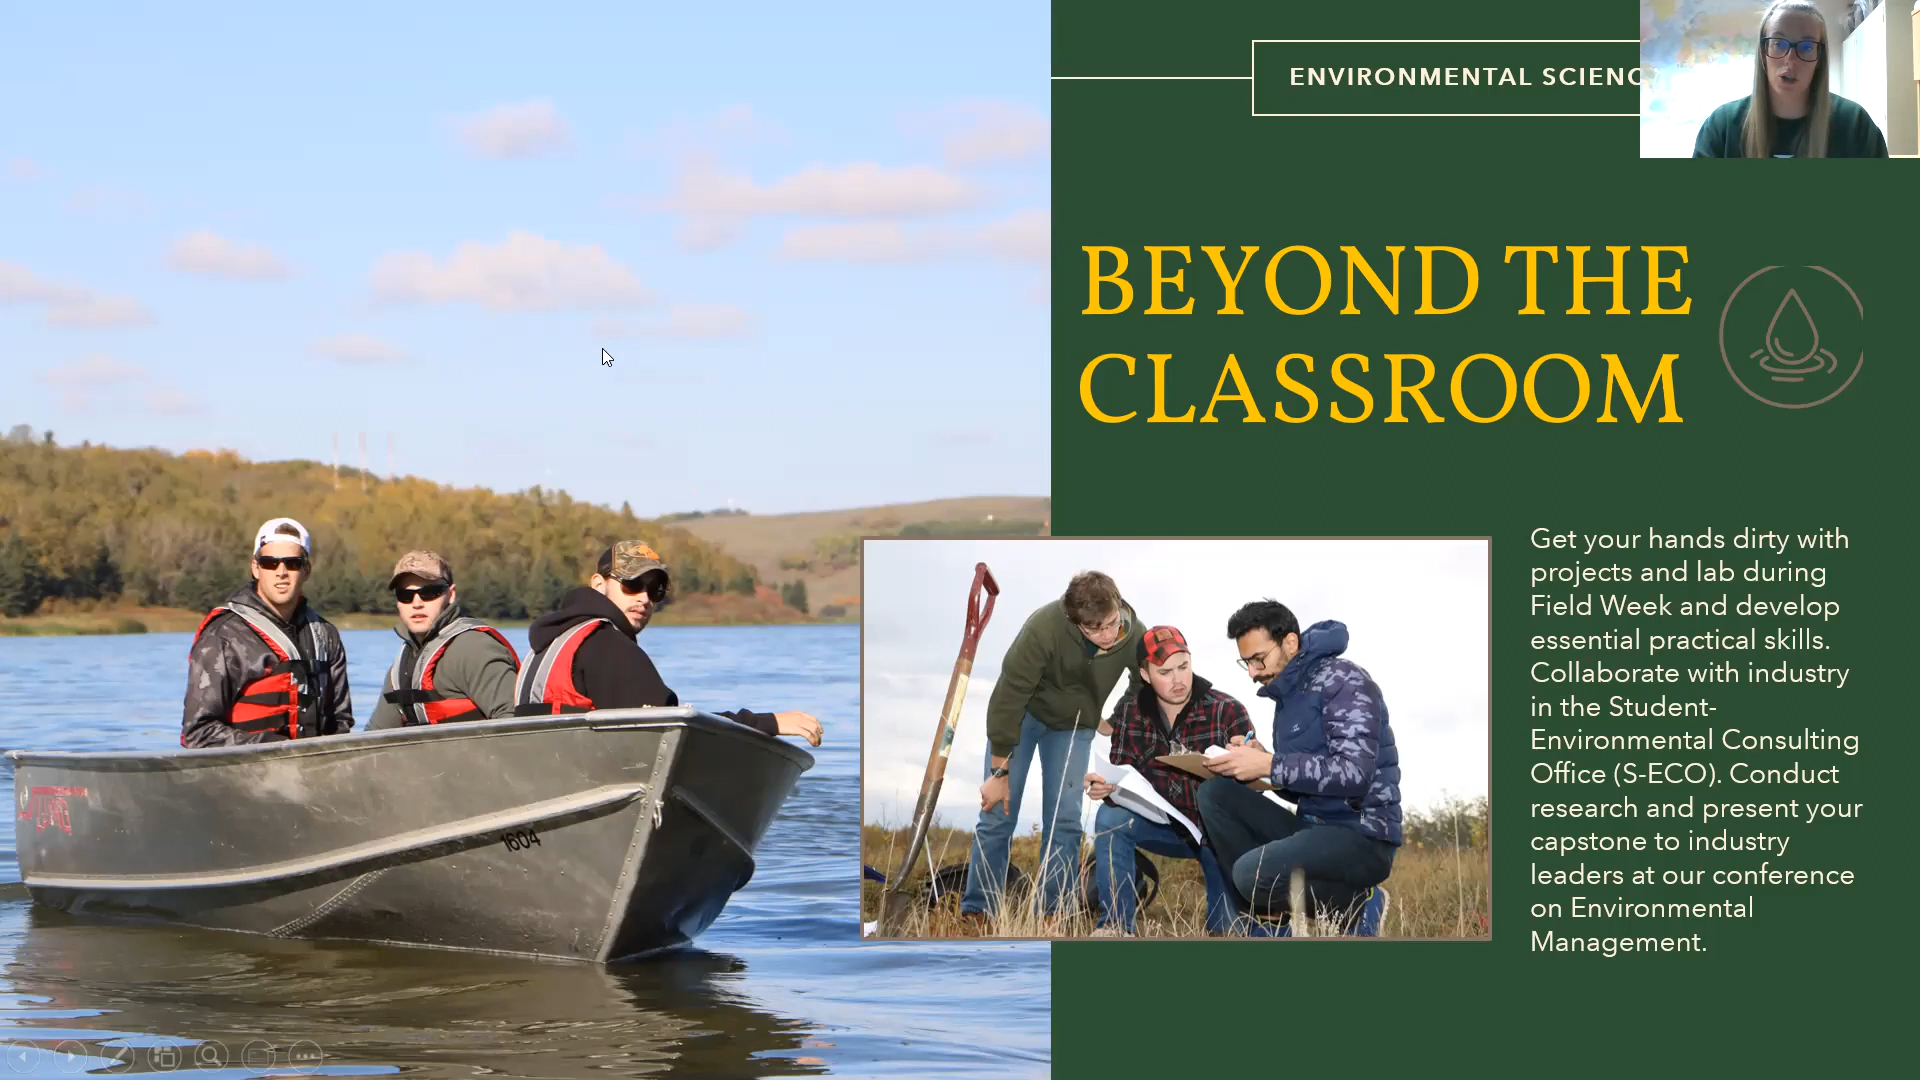 ENVIRONMENTAL SCIENC
BEYOND THE
CLASSROOM
Get your hands dirty with
projects and lab during
Field Week and develop
essential practical skills.
Collaborate with industry
in the Student-
Environmental Consulting
Office (S-ECO). Conduct
research and present your
capstone to industry
leaders at our conference
on Environmental
Management.
1604